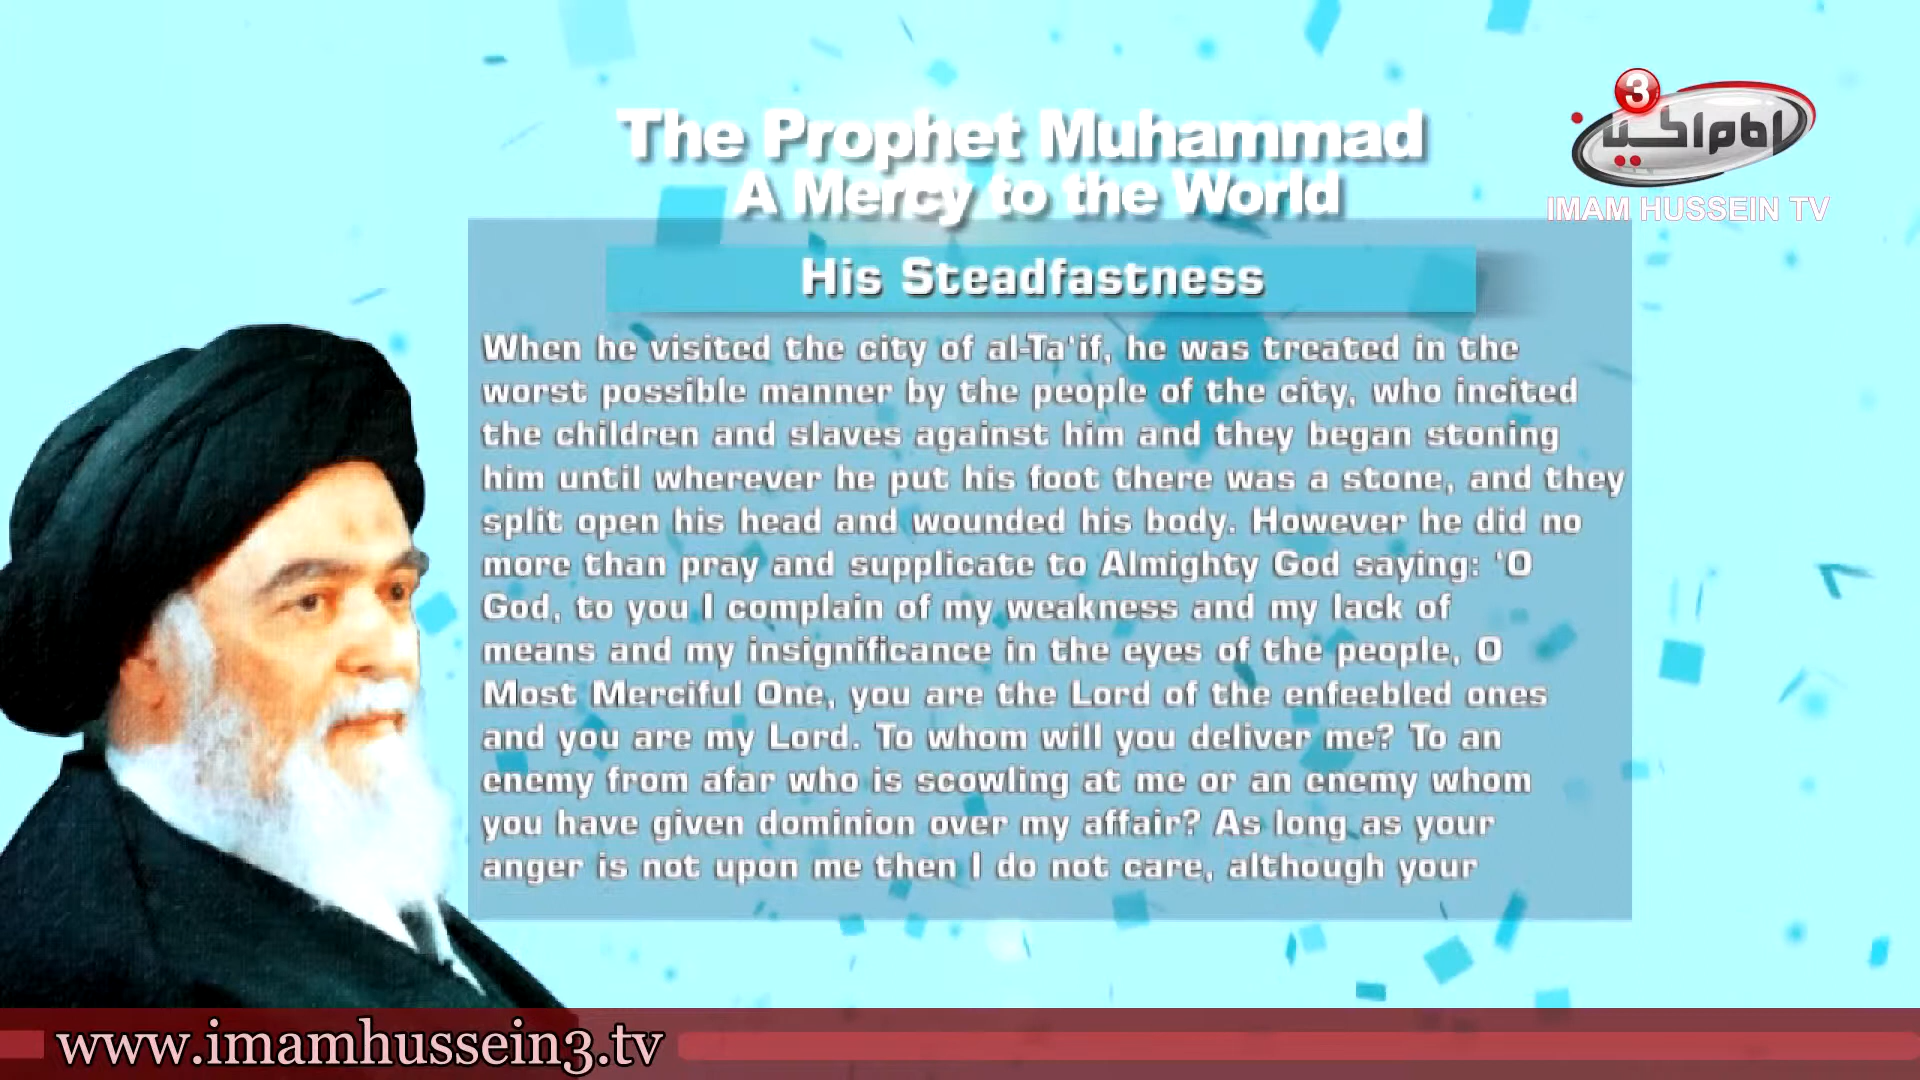 The Prophet Muhammad
A Mercy to the World
3
امام حسین
IMAM HUSSEIN TV
His Steadfastness
When he visited the city of al-Ta'if, he was treated in the
worst possible manner by the people of the city, who incited
the children and slaves against him and they began stoning
him until wherever he put his foot there was a stone, and they
split open his head and wounded his body. However he did no
more than pray and supplicate to Almighty God saying: ‘O
God, to you I complain of my weakness and my lack of
means and my insignificance in the eyes of the people, O
Most Merciful One, you are the Lord of the enfeebled ones
and you are my Lord. To whom will you deliver me? To an
enemy from afar who is scowling at me or an enemy whom
you have given dominion over my affair? As long as your
anger is not upon me then I do not care, although your
www.imamhussein3.tv